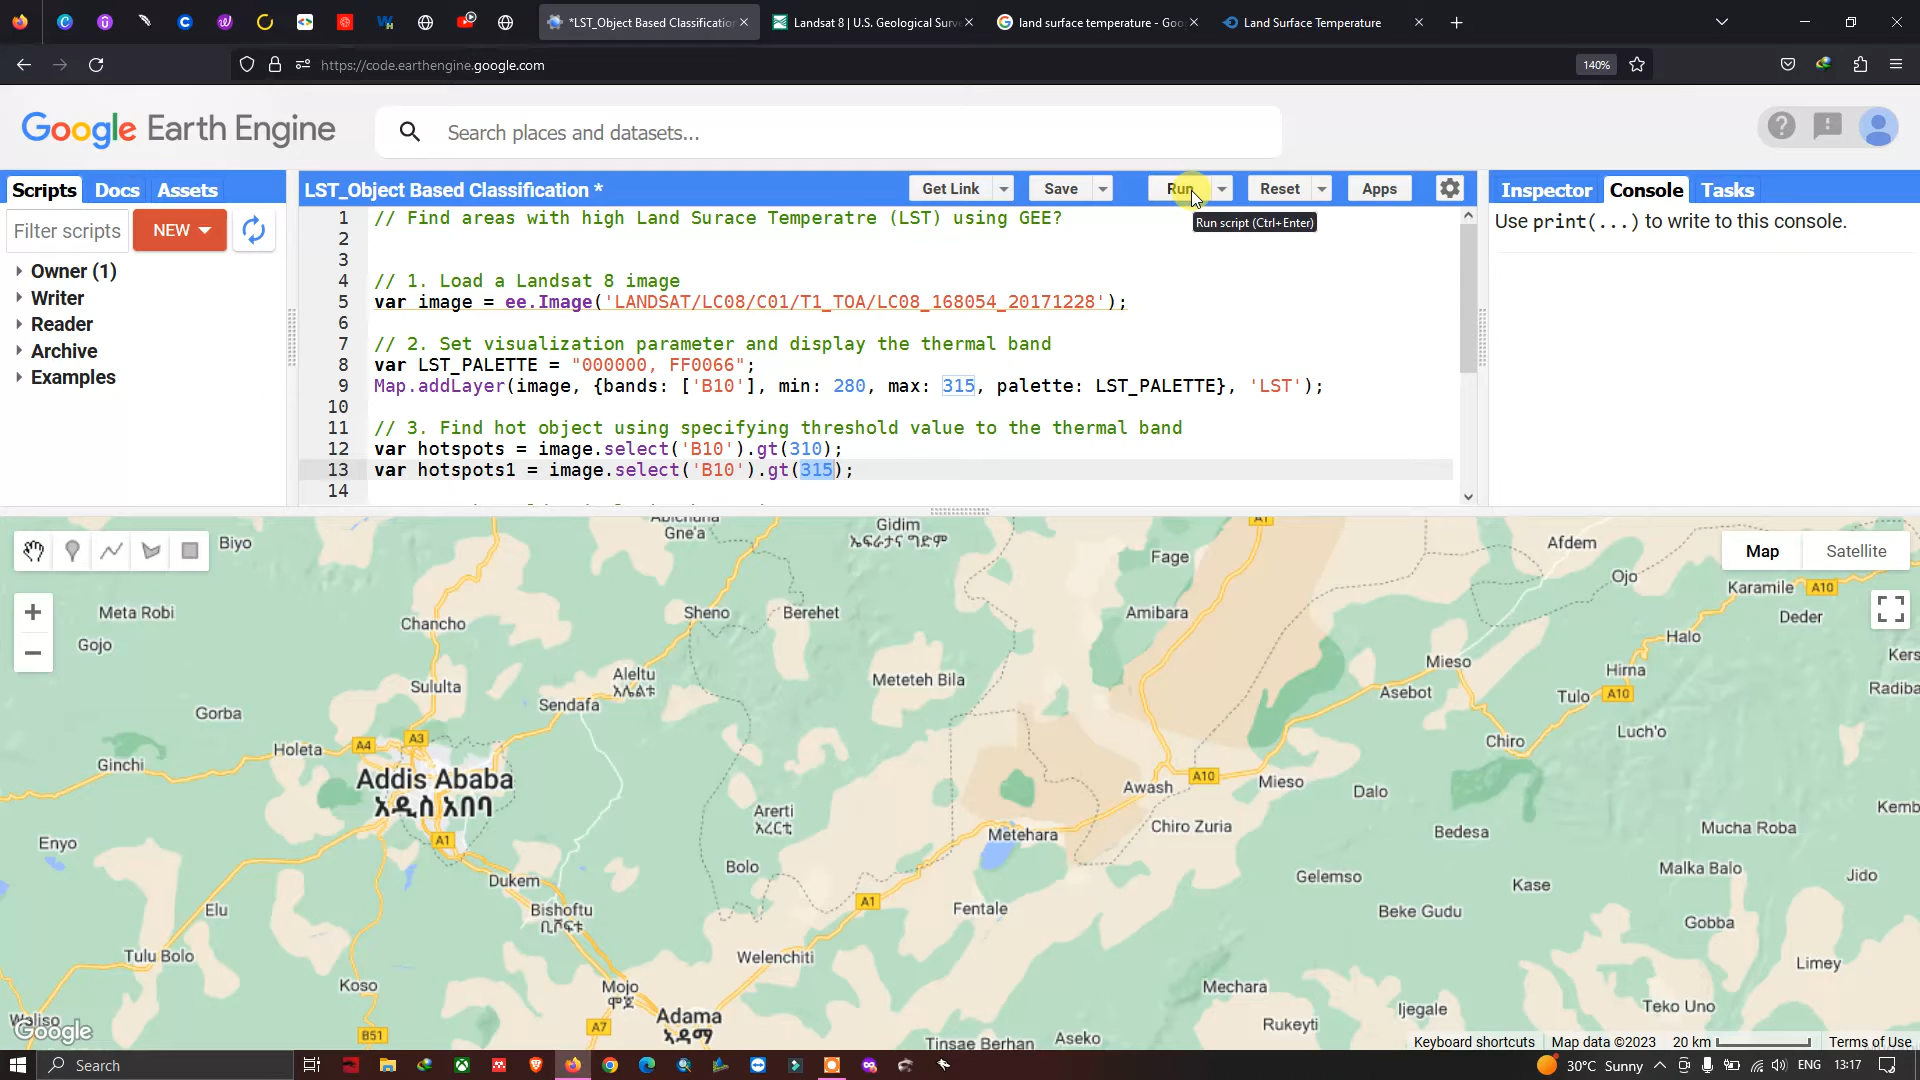 *LST_Object Based Classification
Landsat 8 | U.S. Geological Surve
land surface temperature - Goo
Land Surface Temperature
https://code.earthengine.google.com
140%
Google Earth Engine
Search places and datasets...
Scripts
Docs
Assets
LST_Object Based Classification *
Get Link
Save
Run
Reset
Apps
Inspector
Console
Tasks
Filter scripts
NEW
Run script (Ctrl+Enter)
Use print(...) to write to this console.
Owner (1)
Writer
Reader
Archive
Examples
1 // Find areas with high Land Surace Temperatre (LST) using GEE?
2
3
4 // 1. Load a Landsat 8 image
5 var image = ee.Image('LANDSAT/LC08/C01/T1_TOA/LC08_168054_20171228');
6
7 // 2. Set visualization parameter and display the thermal band
8 var LST_PALETTE = "000000, FF0066";
9 Map.addLayer(image, {bands: ['B10'], min: 280, max: 315, palette: LST_PALETTE}, 'LST');
10
11 // 3. Find hot object using specifying threshold value to the thermal band
12 var hotspots = image.select('B10').gt(310);
13 var hotspots1 = image.select('B10').gt(315);
14
Biyo
Abichuna
Gne'a
Gidim
ኤፍራታና ግድም
A1
Fage
Afdem
Map
Satellite
Ojo
Karamile
A10
Meta Robi
Gojo
Chancho
Sheno
Berehet
Amibara
Deder
Halo
Kers
Sululta
Aleltu
አሌልቱ
Meteteh Bila
Mieso
Hirna
Asebot
Tulo
A10
Radiba
Gorba
Sendafa
Holeta
A4
A3
Chiro
Luch'o
Ginchi
Addis Ababa
አዲስ አበባ
Arerti
አረርቲ
Awash
A10
Mieso
Dalo
Kemb
Enyo
A1
Metehara
Chiro Zuria
Bedesa
Mucha Roba
Bolo
Dukem
Gelemso
Malka Balo
Jido
Kase
Elu
Bishoftu
ቢሾፍቱ
A1
Fentale
Beke Gudu
Gobba
Tulu Bolo
Welenchiti
Limey
Koso
Mojo
ሞጆ
Mechara
Teko Uno
Ijegale
Waliso
Google
B51
A7
Adama
አዳማ
Aseko
Tinsae Berhan
Rukeyti
Keyboard shortcuts
Map data ©2023
20 km
Terms of Use
Search
30°C Sunny
ENG
13:17